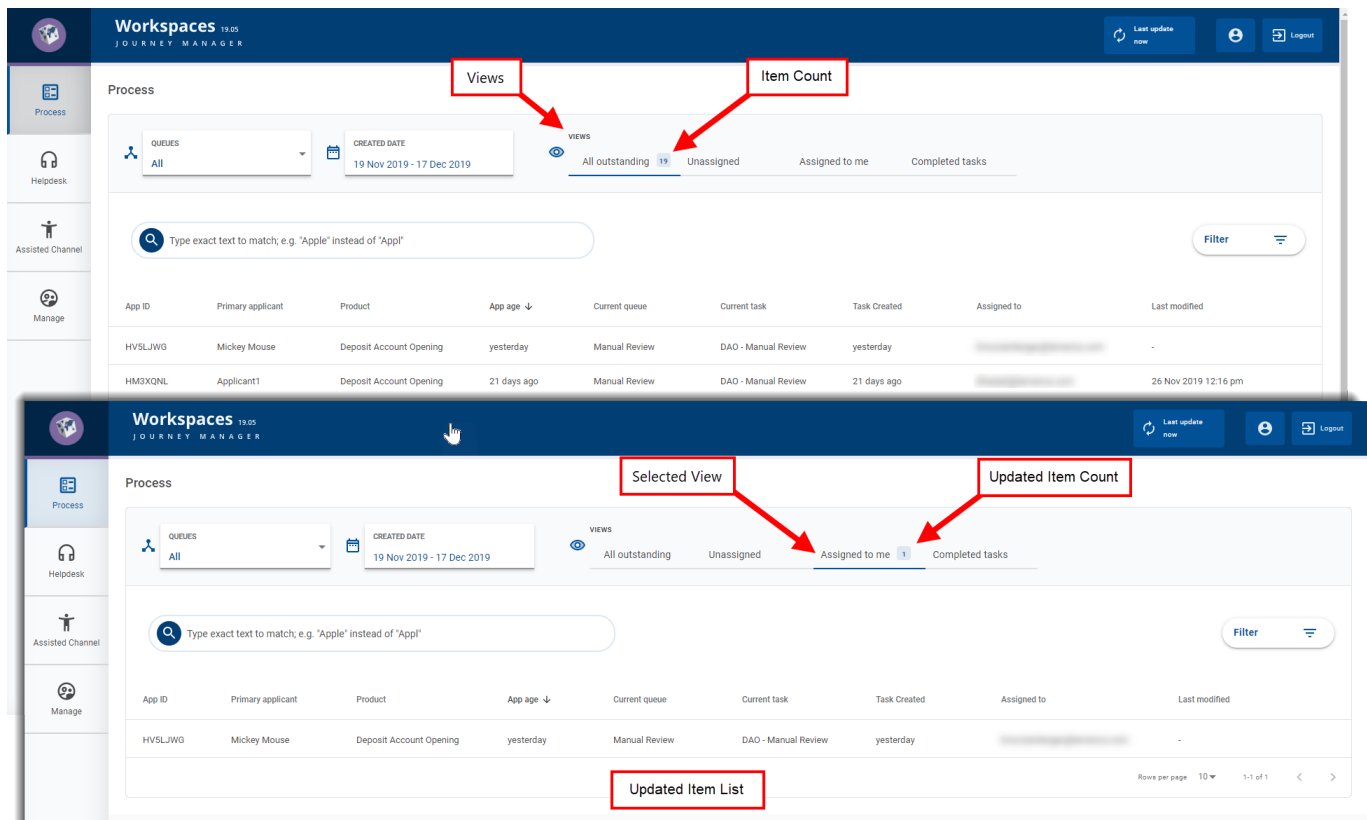 Workspaces 19.05
JOURNEY MANAGER
Last update
now
Logout
Views
Item Count
Process
Process
Helpdesk
Assisted Channel
Manage
QUEUES
All
CREATED DATE
19 Nov 2019 - 17 Dec 2019
VIEWS
All outstanding 19 Unassigned Assigned to me Completed tasks
Type exact text to match; e.g. "Apple" instead of "Appl"
Filter
App ID Primary applicant Product App age Current queue Current task Task Created Assigned to Last modified
HV5LJWG Mickey Mouse Deposit Account Opening yesterday Manual Review DAO - Manual Review yesterday -
HM3XQNL Applicant1 Deposit Account Opening 21 days ago Manual Review DAO - Manual Review 21 days ago 26 Nov 2019 12:16 pm
Workspaces 19.05
JOURNEY MANAGER
Last update
now
Logout
Selected View
Updated Item Count
Process
Process
Helpdesk
Assisted Channel
Manage
QUEUES
All
CREATED DATE
19 Nov 2019 - 17 Dec 2019
VIEWS
All outstanding Unassigned Assigned to me 1 Completed tasks
Type exact text to match; e.g. "Apple" instead of "Appl"
Filter
App ID Primary applicant Product App age Current queue Current task Task Created Assigned to Last modified
HV5LJWG Mickey Mouse Deposit Account Opening yesterday Manual Review DAO - Manual Review yesterday -
Rows per page 10 1-1 of 1
Updated Item List